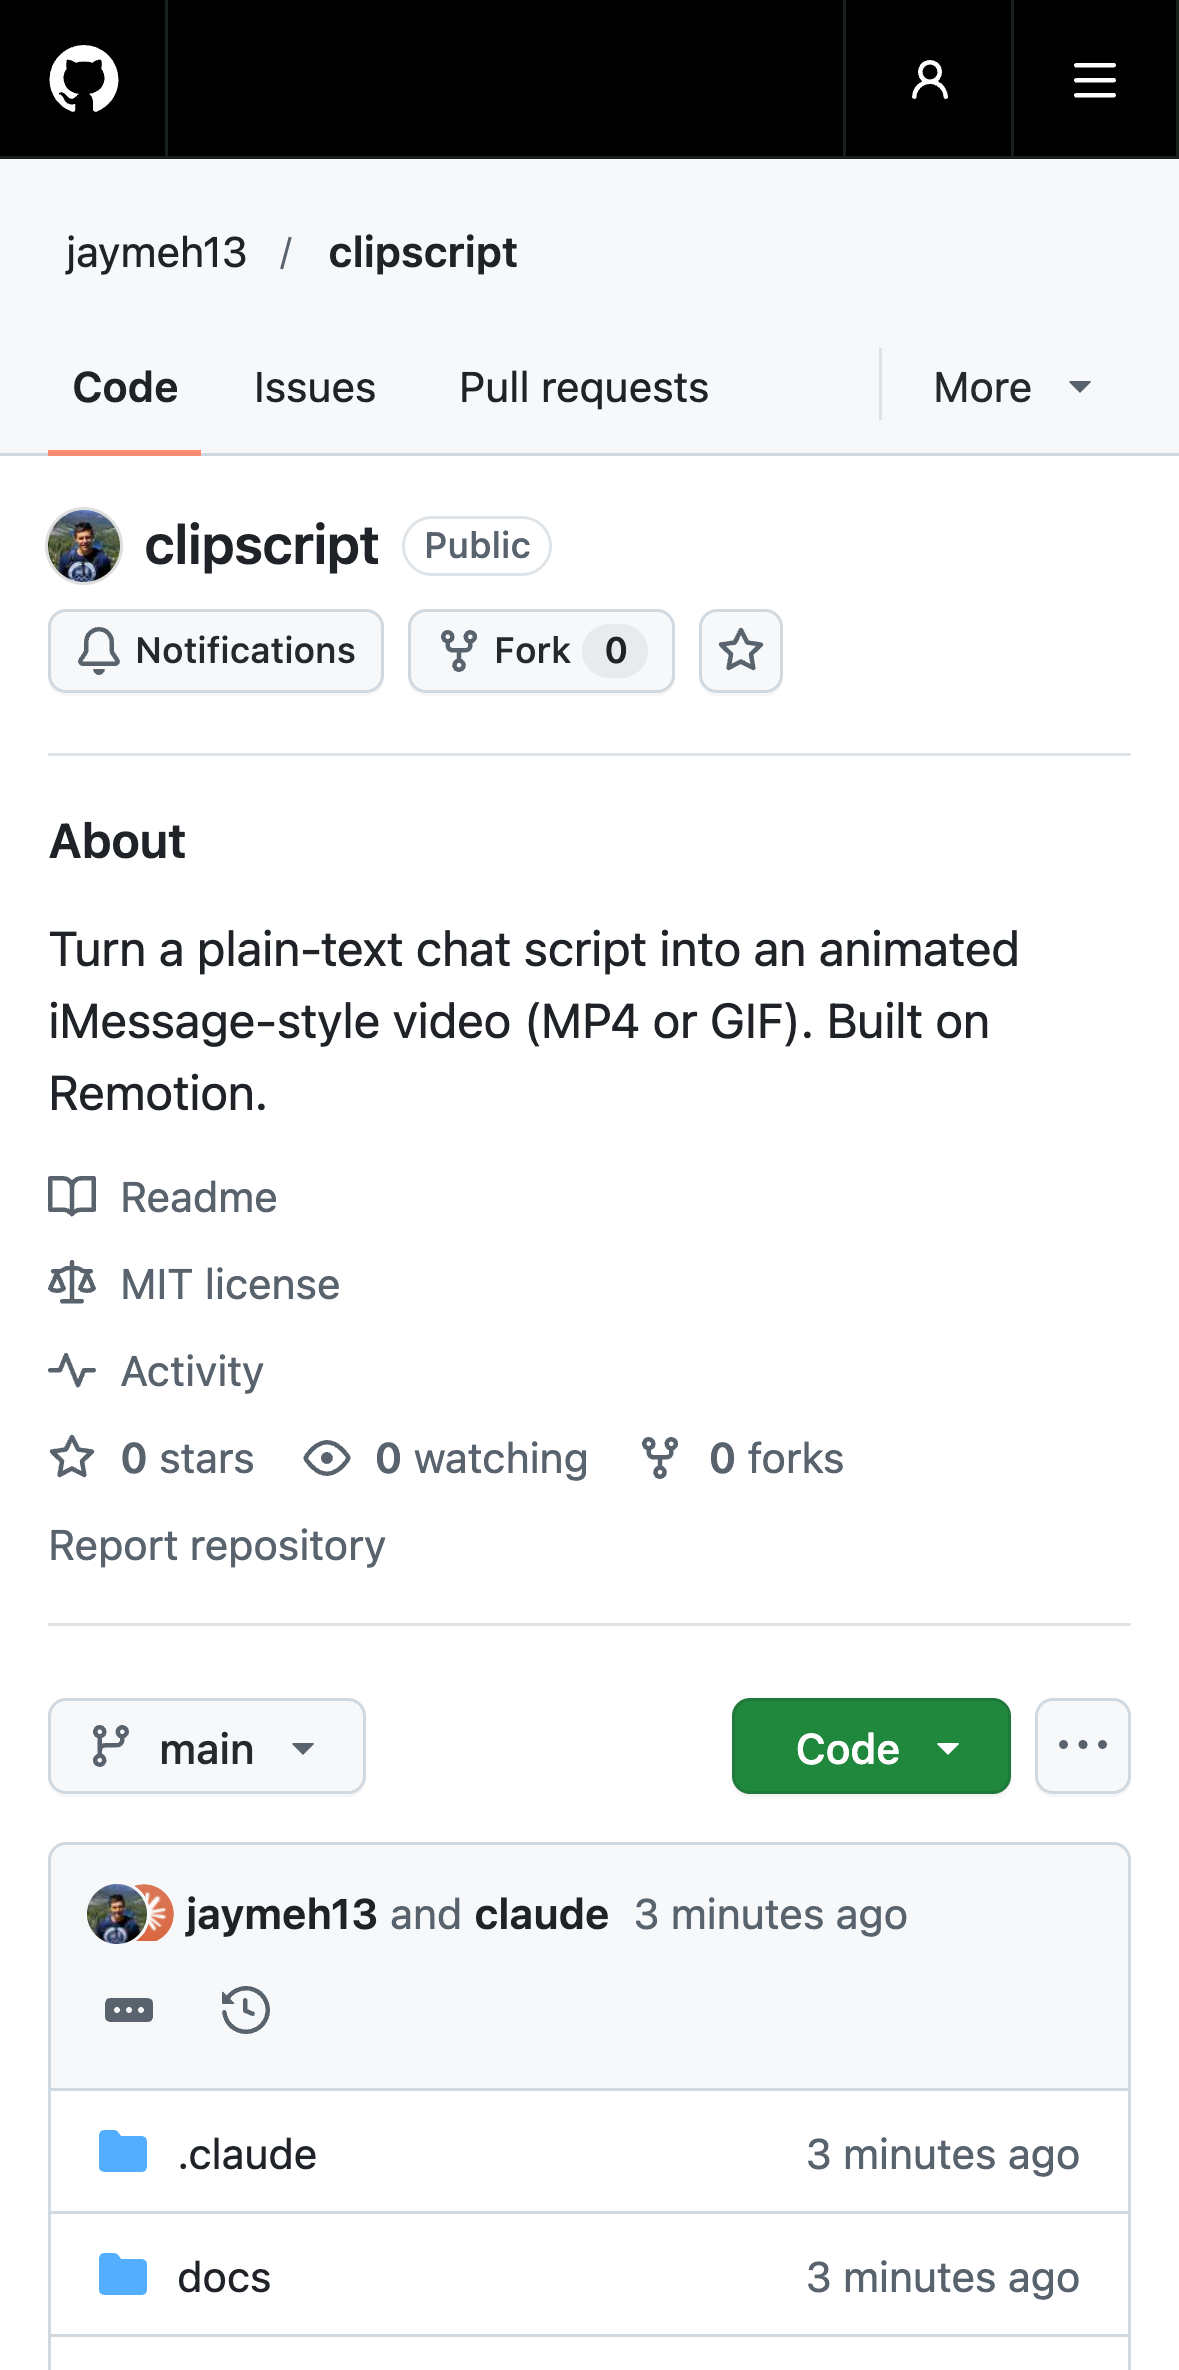 jaymeh13 / clipscript
Code Issues Pull requests More
clipscript Public
Notifications Fork 0
About
Turn a plain-text chat script into an animated
iMessage-style video (MP4 or GIF). Built on
Remotion.
Readme
MIT license
Activity
0 stars 0 watching 0 forks
Report repository
main Code
jaymeh13 and claude 3 minutes ago
.claude 3 minutes ago
docs 3 minutes ago